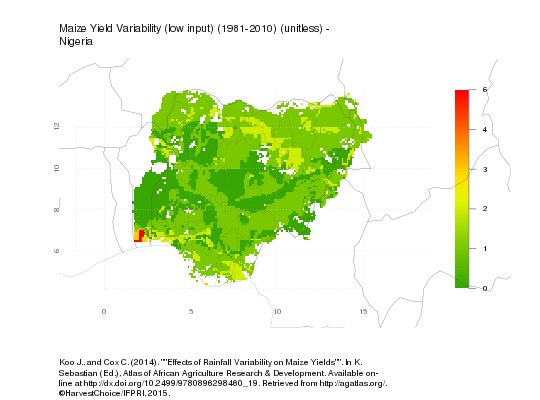 Maize Yield Variability (low input) (1981-2010) (unitless) -
Nigeria
12
10
8
6
0
5
10
15
6
4
3
2
1
0
Koo J., and Cox C. (2014). ""Effects of Rainfall Variability on Maize Yields"". In K.
Sebastian (Ed.), Atlas of African Agriculture Research & Development. Available on-
line at http://dx.doi.org/10.2499/9780896298460_19. Retrieved from http://agatlas.org/.
©HarvestChoice/IFPRI, 2015.